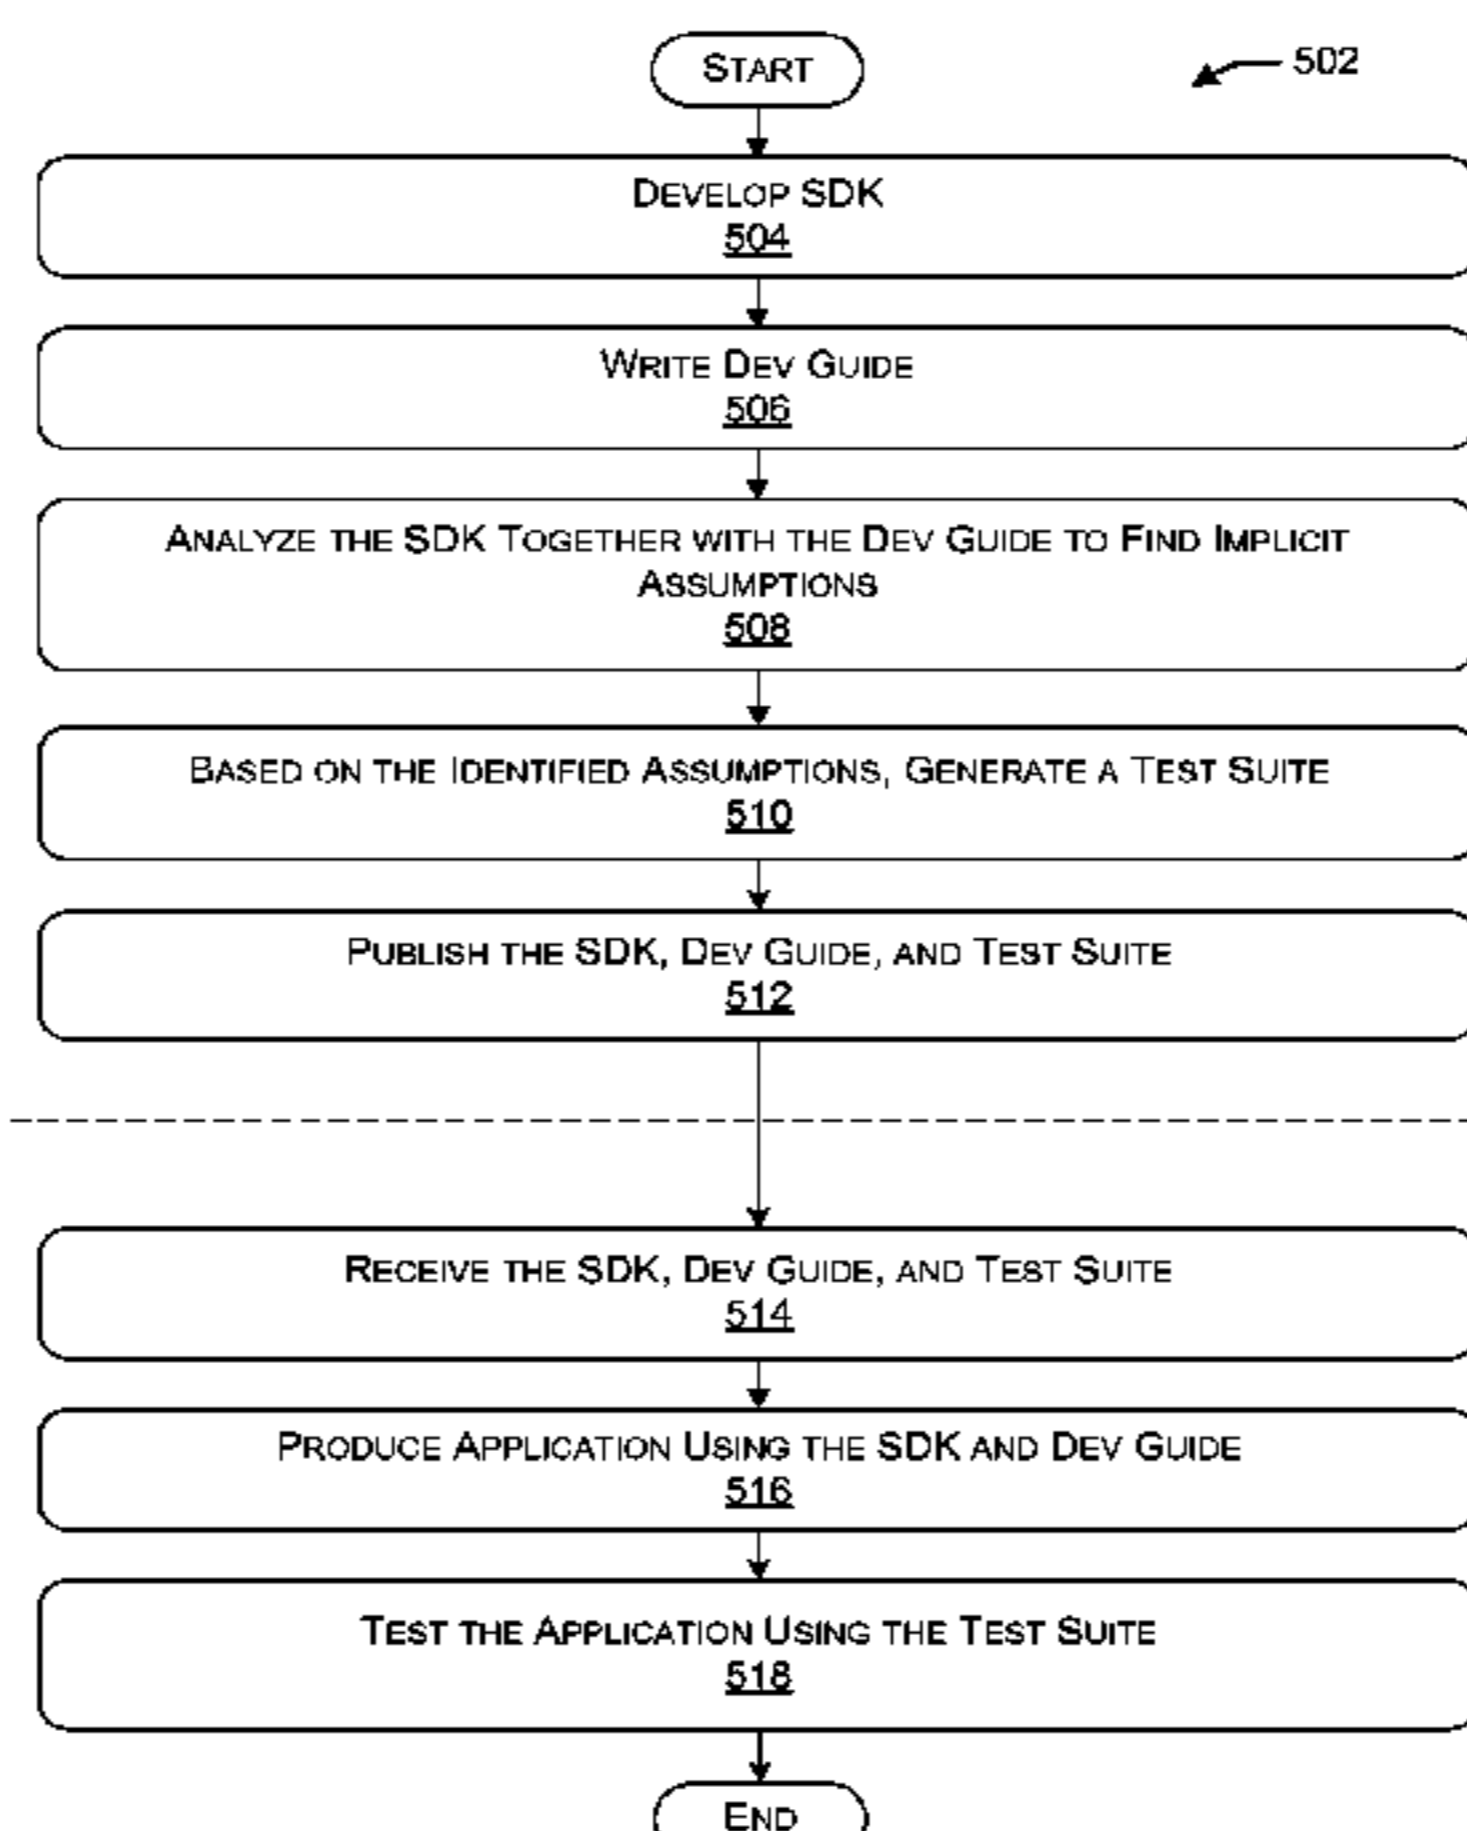 START
502
DEVELOP SDK
504
WRITE DEV GUIDE
506
ANALYZE THE SDK TOGETHER WITH THE DEV GUIDE TO FIND IMPLICIT
ASSUMPTIONS
508
BASED ON THE IDENTIFIED ASSUMPTIONS, GENERATE A TEST SUITE
510
PUBLISH THE SDK, DEV GUIDE, AND TEST SUITE
512
RECEIVE THE SDK, DEV GUIDE, AND TEST SUITE
514
PRODUCE APPLICATION USING THE SDK AND DEV GUIDE
516
TEST THE APPLICATION USING THE TEST SUITE
518
END